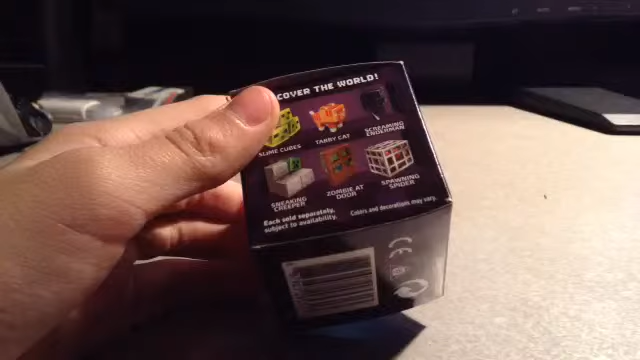 COVER THE WORLD!
SLIME CUBES
TABBY CAT
SCREAMING
ENDERMAN
SNEAKING
CREEPER
ZOMBIE AT
DOOR
SPAWNING
SPIDER
Each sold separately,
subject to availability.
Colors and decorations may vary.
CE